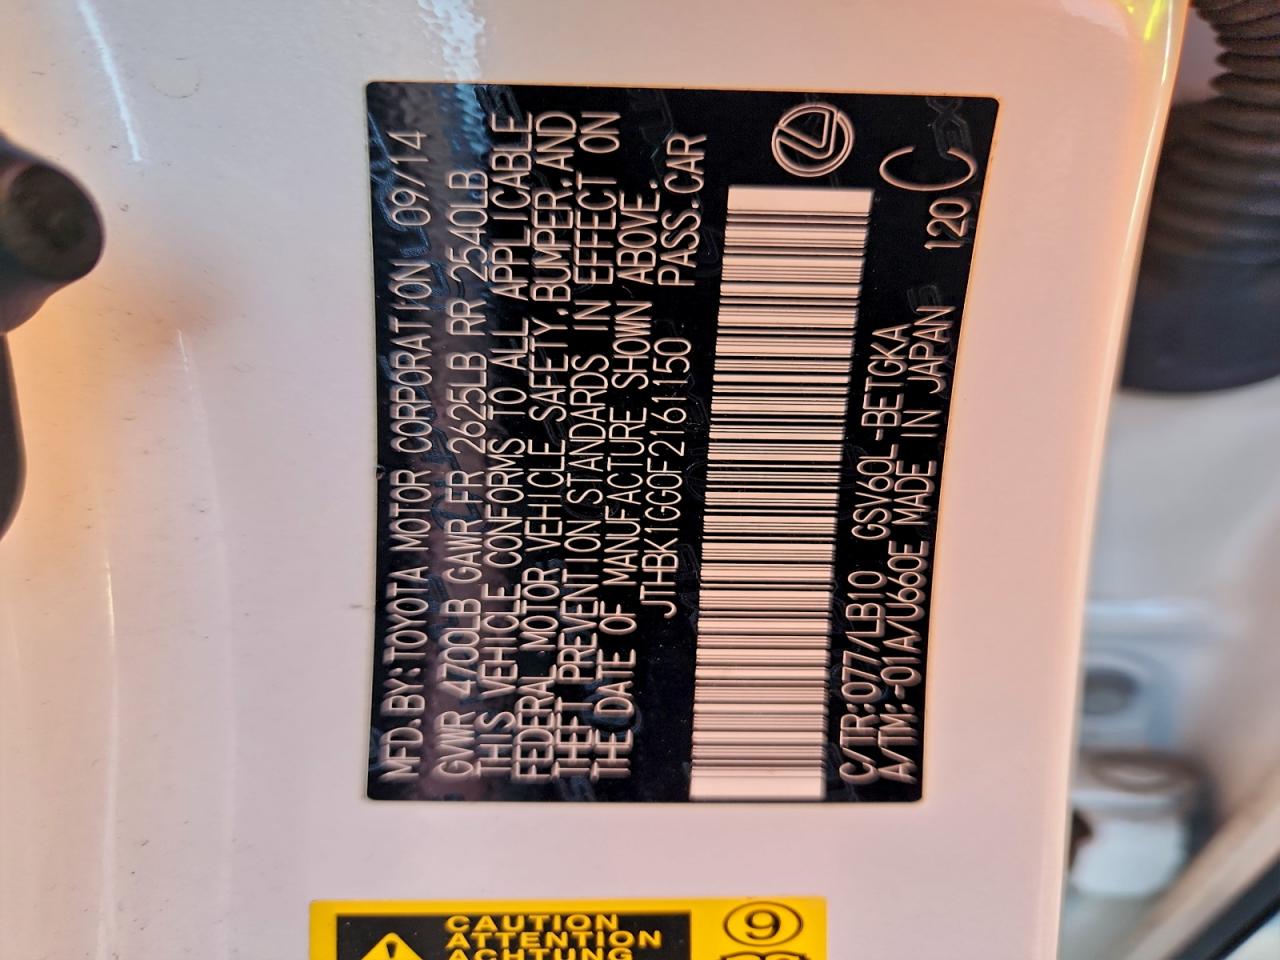 MFD.BY:TOYOTA MOTOR CORPORATION 09/14
GVWR 4700LB GAWR FR 2625LB RR 2540LB
THIS VEHICLE CONFORMS TO ALL APPLICABLE
FEDERAL MOTOR VEHICLE SAFETY,BUMPER,AND
THEFT PREVENTION STANDARDS IN EFFECT ON
THE DATE OF MANUFACTURE SHOWN ABOVE.
JTHBK1GG0F2161150 PASS.CAR
C/TR:077/LB10 GSV60L-BETGKA 120 C
A/TM:-01A/U660E MADE IN JAPAN
CAUTION
ATTENTION
ACHTUNG
9